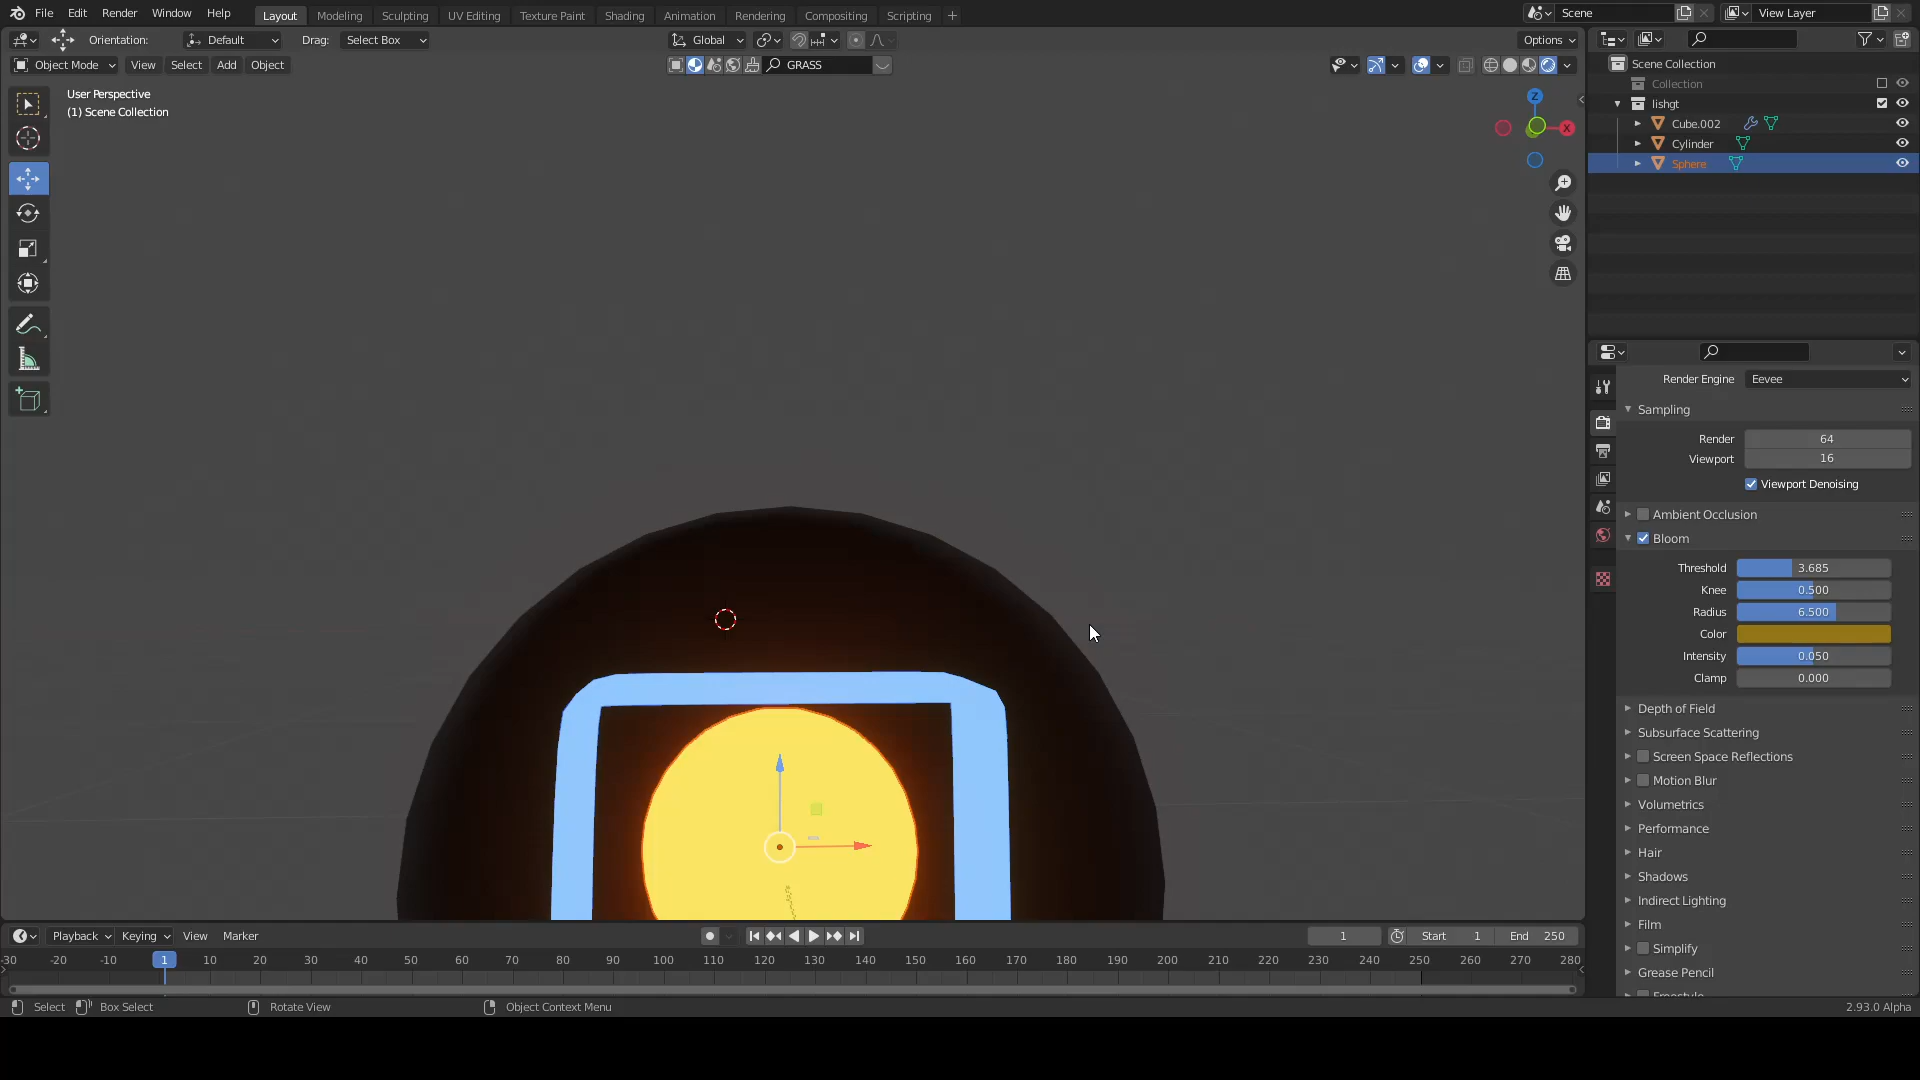 File Edit Render Window Help Layout Modeling Sculpting UV Editing Texture Paint Shading Animation Rendering Compositing Scripting + Scene View Layer
Orientation: Default Drag: Select Box Global Options
Object Mode View Select Add Object GRASS
User Perspective
(1) Scene Collection
Z
X
Scene Collection
Collection
lishgt
Cube.002
Cylinder
Sphere
Render Engine Eevee
Sampling
Render 64
Viewport 16
Viewport Denoising
Ambient Occlusion
Bloom
Threshold 3.685
Knee 0.500
Radius 6.500
Color
Intensity 0.050
Clamp 0.000
Depth of Field
Subsurface Scattering
Screen Space Reflections
Motion Blur
Volumetrics
Performance
Hair
Shadows
Indirect Lighting
Film
Simplify
Grease Pencil
Freestyle
Playback Keying View Marker 1 Start 1 End 250
-30 -20 -10 1 10 20 30 40 50 60 70 80 90 100 110 120 130 140 150 160 170 180 190 200 210 220 230 240 250 260 270 280
Select Box Select Rotate View Object Context Menu 2.93.0 Alpha